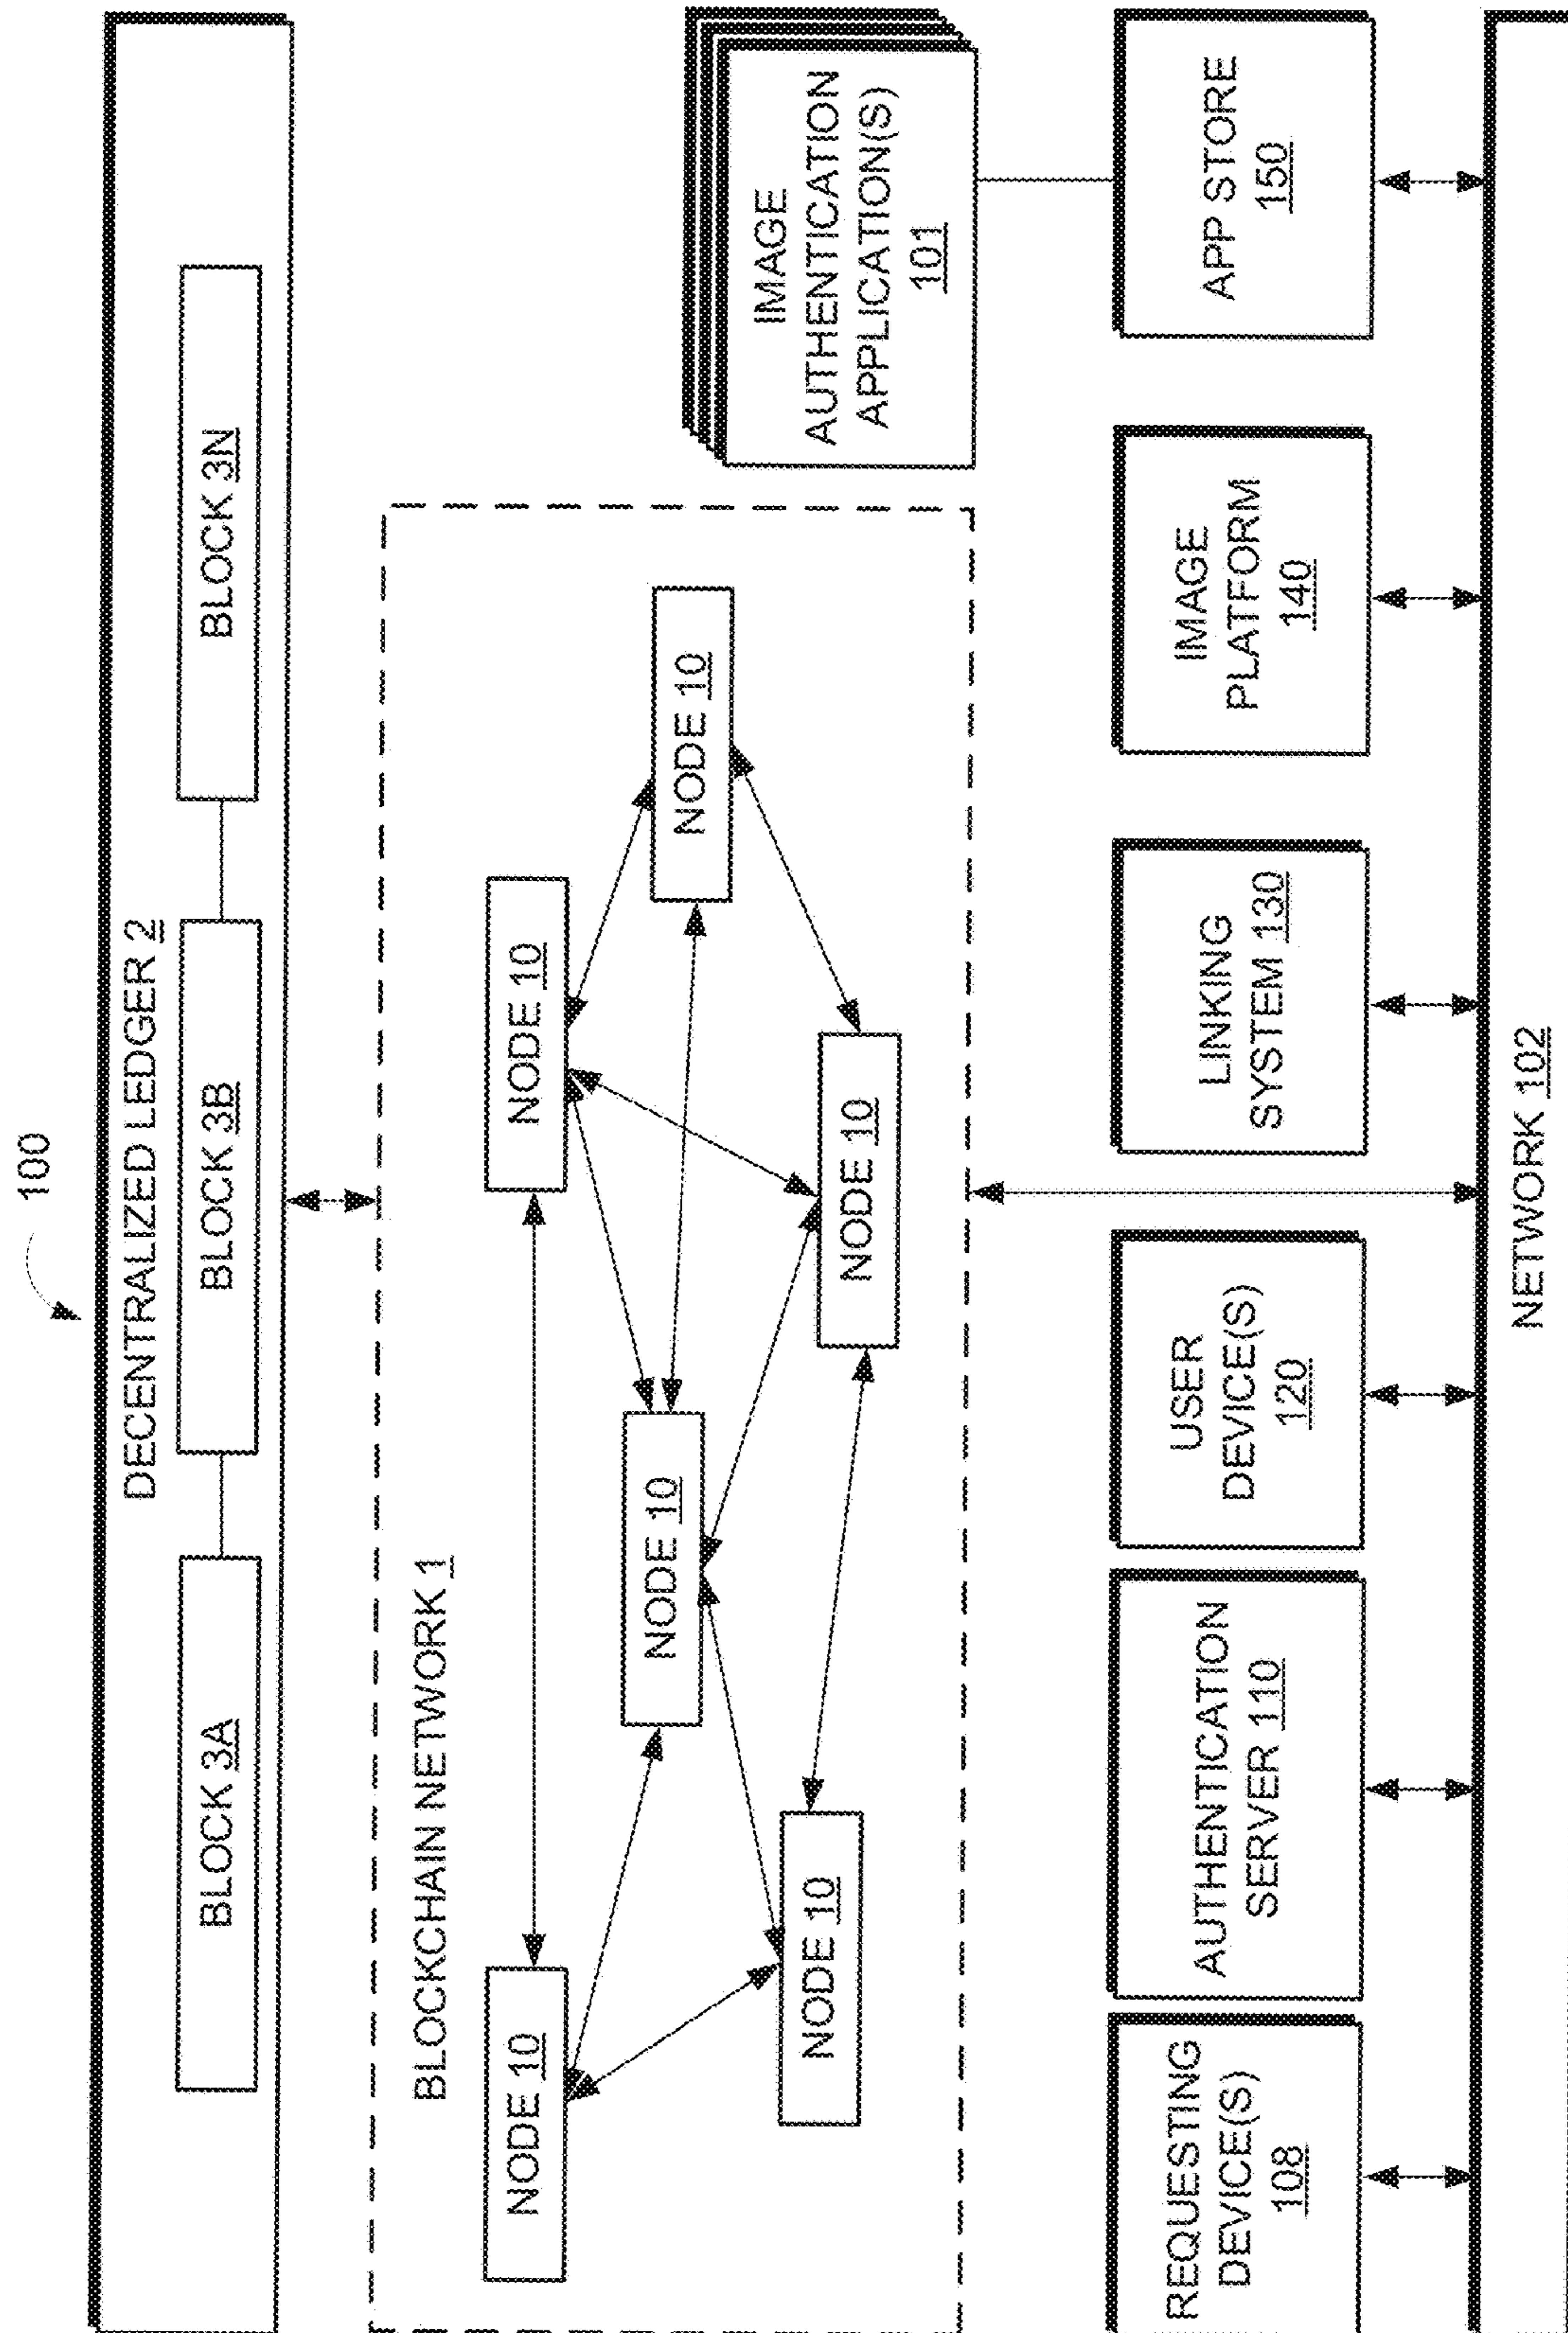 100
DECENTRALIZED LEDGER 2
BLOCK 3A
BLOCK 3B
BLOCK 3N
BLOCKCHAIN NETWORK 1
NODE 10
NODE 10
NODE 10
NODE 10
NODE 10
NODE 10
IMAGE
AUTHENTICATION
APPLICATION(S)
101
REQUESTING
DEVICE(S)
108
AUTHENTICATION
SERVER 110
USER
DEVICE(S)
120
LINKING
SYSTEM 130
IMAGE
PLATFORM
140
APP STORE
150
NETWORK 102